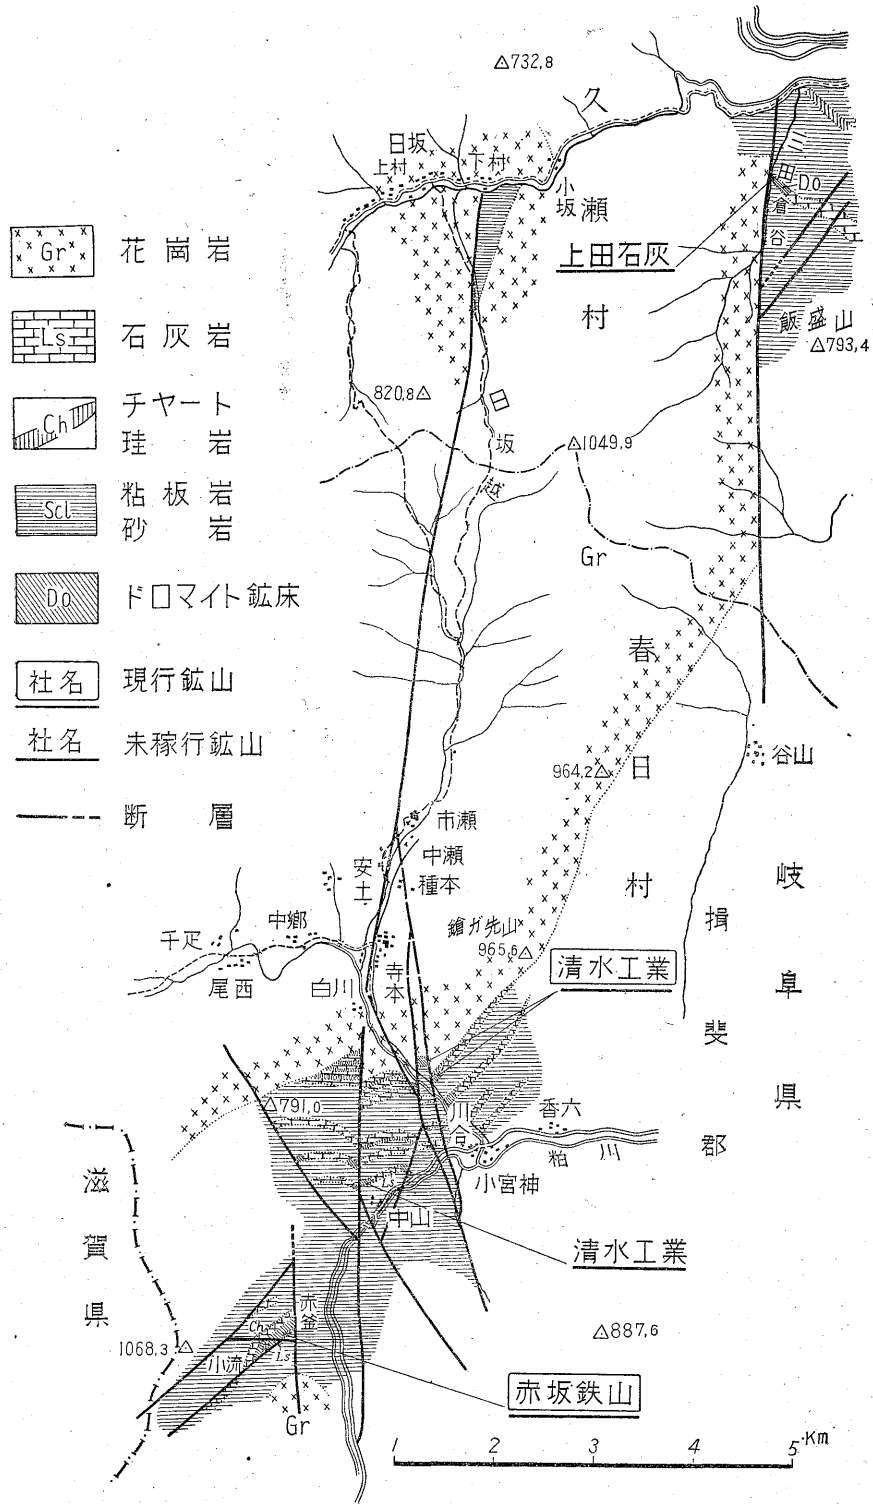 Gr 花崗岩
Ls 石灰岩
Ch チヤート
珪岩
Scl 粘板岩
砂岩
Do ドロマイト鉱床
社名 現行鉱山
社名 未稼行鉱山
断層
△732,8
久瀬村
日坂
上村
下村
小坂
三倉谷
田
Do
上田石灰
飯盛山
△793,4
820,8△
日坂越
△1049,9
Gr
春日村
964,2△
谷山
市瀬
中瀬
種本
安土
中郷
千疋
尾西
白川
寺本
鎗ガ先山
965,6△
清水工業
岐阜県
揖斐郡
△791,0
川合
香六
粕川
小宮神
Ls
中山
清水工業
滋賀県
赤釜
Ch
Ls
小流
1068,3△
△887,6
赤坂鉄山
Gr
1 2 3 4 5 Km